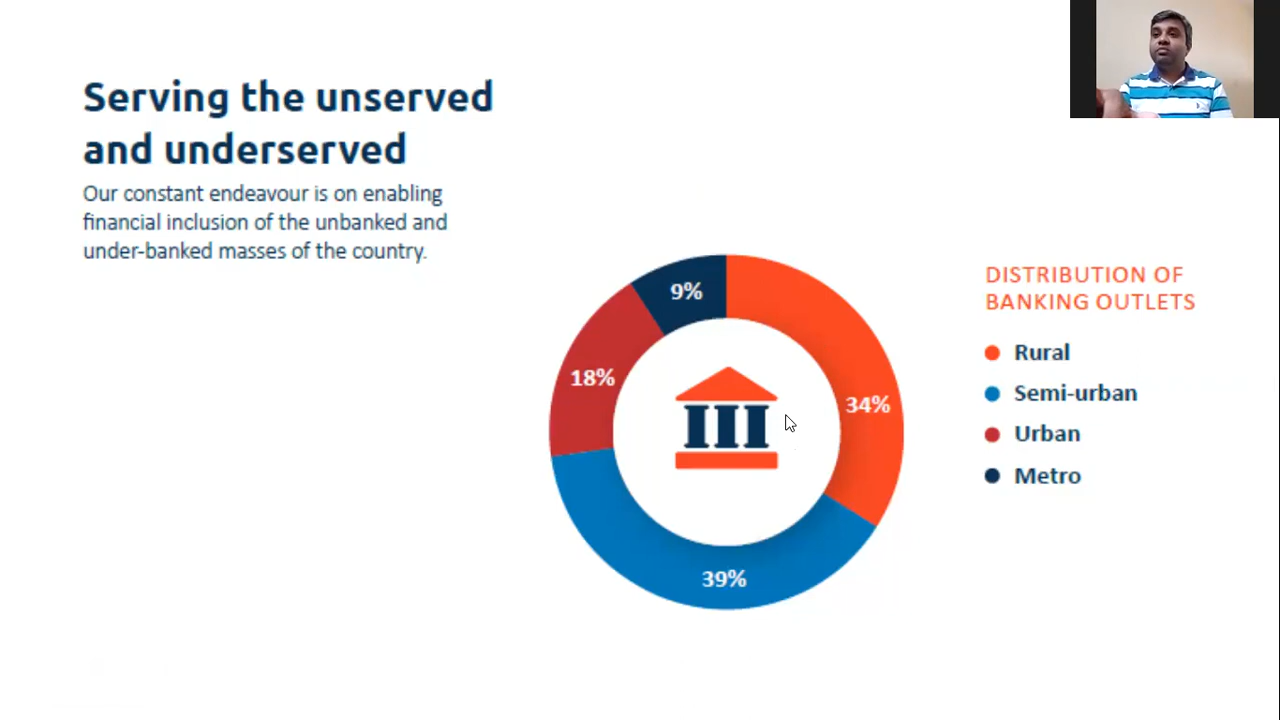 Serving the unserved
and underserved
Our constant endeavour is on enabling
financial inclusion of the unbanked and
under-banked masses of the country.
9%
18%
34%
39%
DISTRIBUTION OF
BANKING OUTLETS
Rural
Semi-urban
Urban
Metro